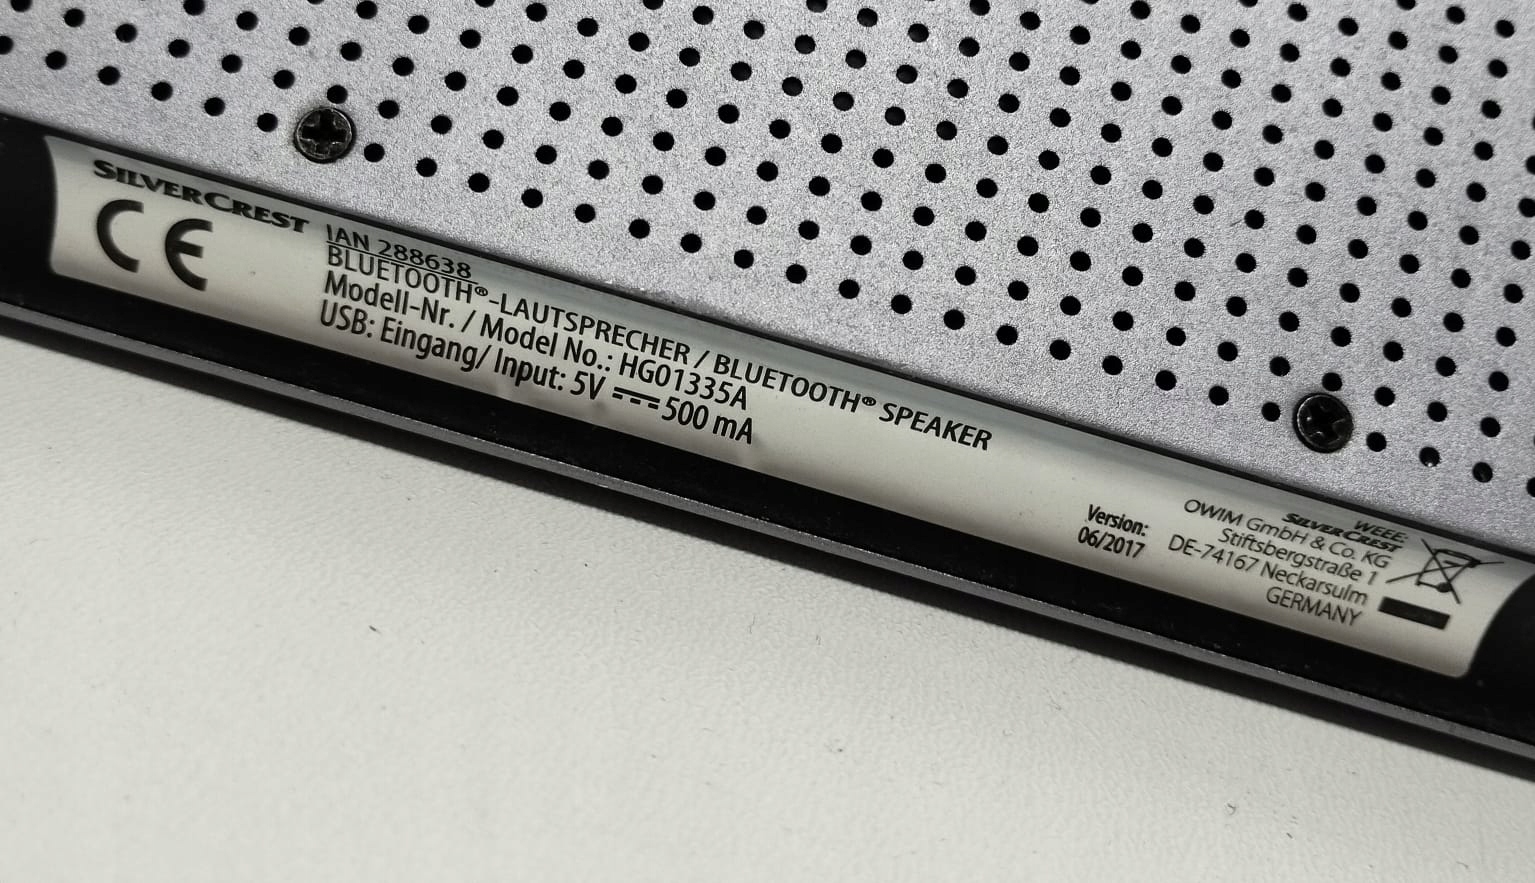 SILVERCREST
CE
IAN 288638
BLUETOOTH®-LAUTSPRECHER / BLUETOOTH® SPEAKER
Modell-Nr. / Model No.: HG01335A
USB: Eingang/ Input: 5V ⎓ 500 mA
Version:
06/2017
WEEE:
SILVERCREST
OWIM GmbH & Co. KG
Stiftsbergstraße 1
DE-74167 Neckarsulm
GERMANY